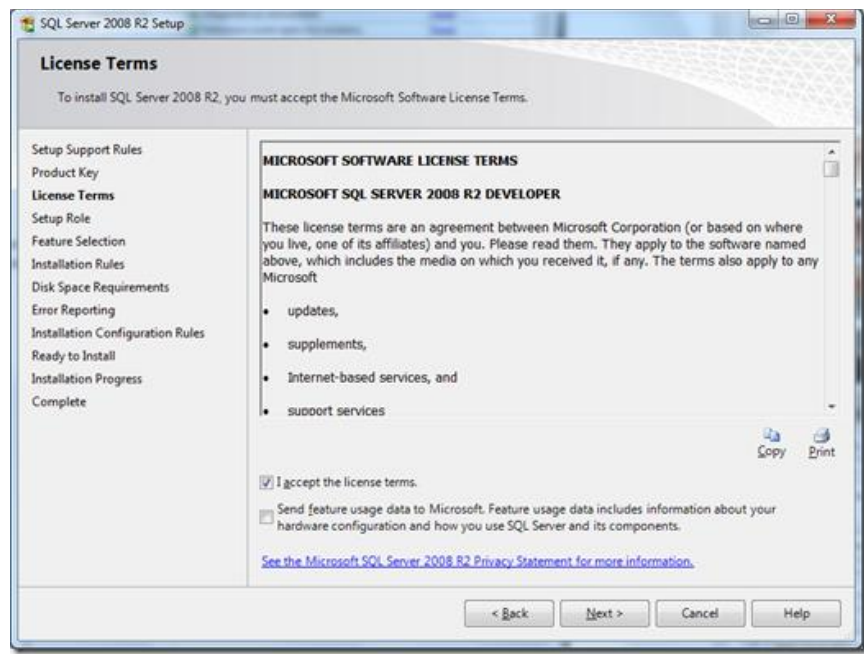 SQL Server 2008 R2 Setup
License Terms
To install SQL Server 2008 R2, you must accept the Microsoft Software License Terms.
Setup Support Rules
Product Key
License Terms
Setup Role
Feature Selection
Installation Rules
Disk Space Requirements
Error Reporting
Installation Configuration Rules
Ready to Install
Installation Progress
Complete
MICROSOFT SOFTWARE LICENSE TERMS
MICROSOFT SQL SERVER 2008 R2 DEVELOPER
These license terms are an agreement between Microsoft Corporation (or based on where
you live, one of its affiliates) and you. Please read them. They apply to the software named
above, which includes the media on which you received it, if any. The terms also apply to any
Microsoft
• updates,
• supplements,
• Internet-based services, and
• support services
Copy Print
I accept the license terms.
Send feature usage data to Microsoft. Feature usage data includes information about your
hardware configuration and how you use SQL Server and its components.
See the Microsoft SQL Server 2008 R2 Privacy Statement for more information.
< Back Next > Cancel Help